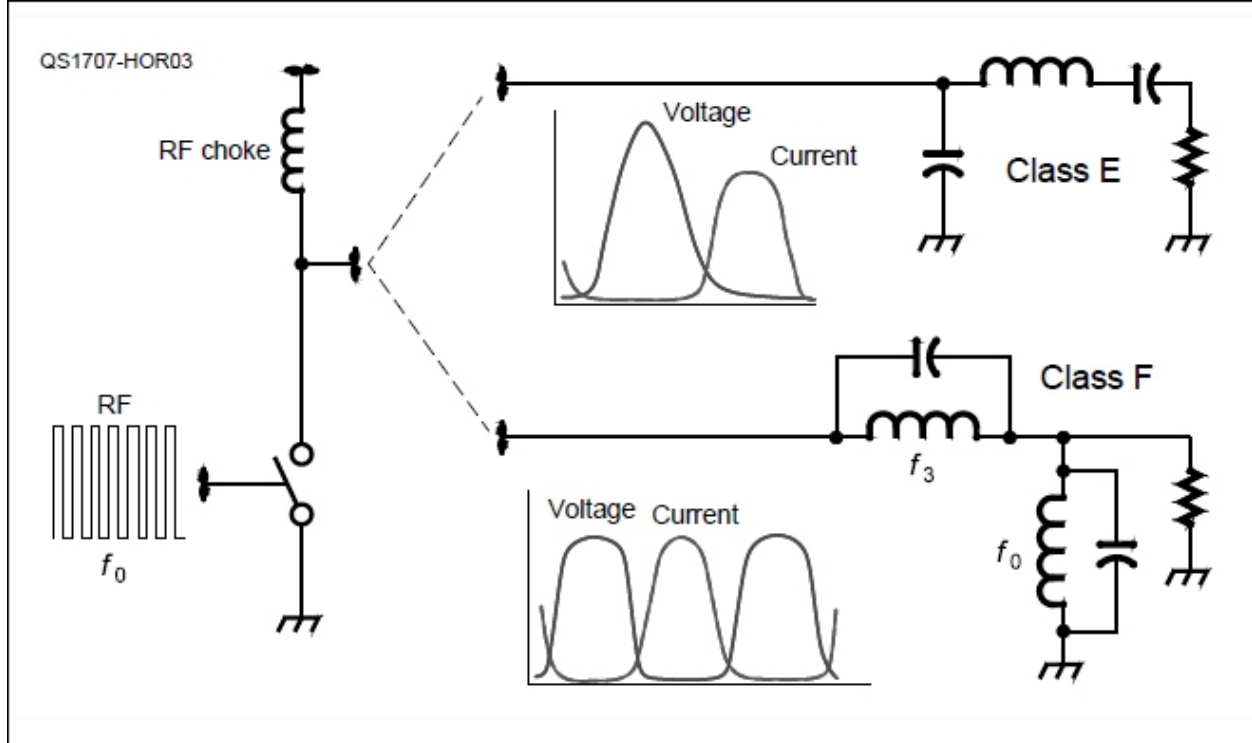 QS1707-HOR03
RF choke
RF
f0
Voltage
Current
Class E
Class F
f3
Voltage
Current
f0